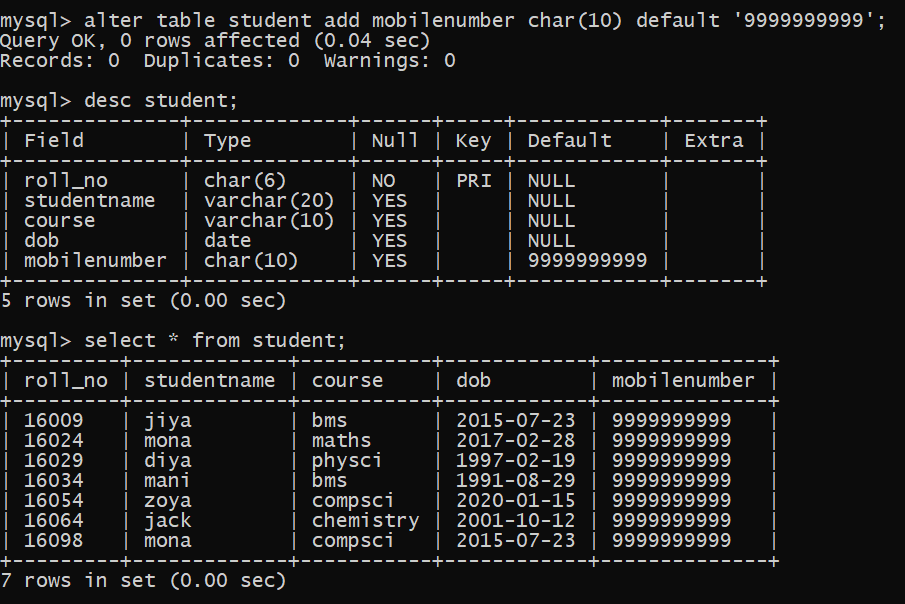 mysql> alter table student add mobilenumber char(10) default '9999999999';
Query OK, 0 rows affected (0.04 sec)
Records: 0  Duplicates: 0  Warnings: 0
mysql> desc student;
+--------------+-------------+------+-----+------------+-------+
| Field        | Type        | Null | Key | Default    | Extra |
+--------------+-------------+------+-----+------------+-------+
| roll_no      | char(6)     | NO   | PRI | NULL       |       |
| studentname  | varchar(20) | YES  |     | NULL       |       |
| course       | varchar(10) | YES  |     | NULL       |       |
| dob          | date        | YES  |     | NULL       |       |
| mobilenumber | char(10)    | YES  |     | 9999999999 |       |
+--------------+-------------+------+-----+------------+-------+
5 rows in set (0.00 sec)
mysql> select * from student;
+---------+-------------+-----------+------------+--------------+
| roll_no | studentname | course    | dob        | mobilenumber |
+---------+-------------+-----------+------------+--------------+
| 16009   | jiya        | bms       | 2015-07-23 | 9999999999   |
| 16024   | mona        | maths     | 2017-02-28 | 9999999999   |
| 16029   | diya        | physci    | 1997-02-19 | 9999999999   |
| 16034   | mani        | bms       | 1991-08-29 | 9999999999   |
| 16054   | zoya        | compsci   | 2020-01-15 | 9999999999   |
| 16064   | jack        | chemistry | 2001-10-12 | 9999999999   |
| 16098   | mona        | compsci   | 2015-07-23 | 9999999999   |
+---------+-------------+-----------+------------+--------------+
7 rows in set (0.00 sec)